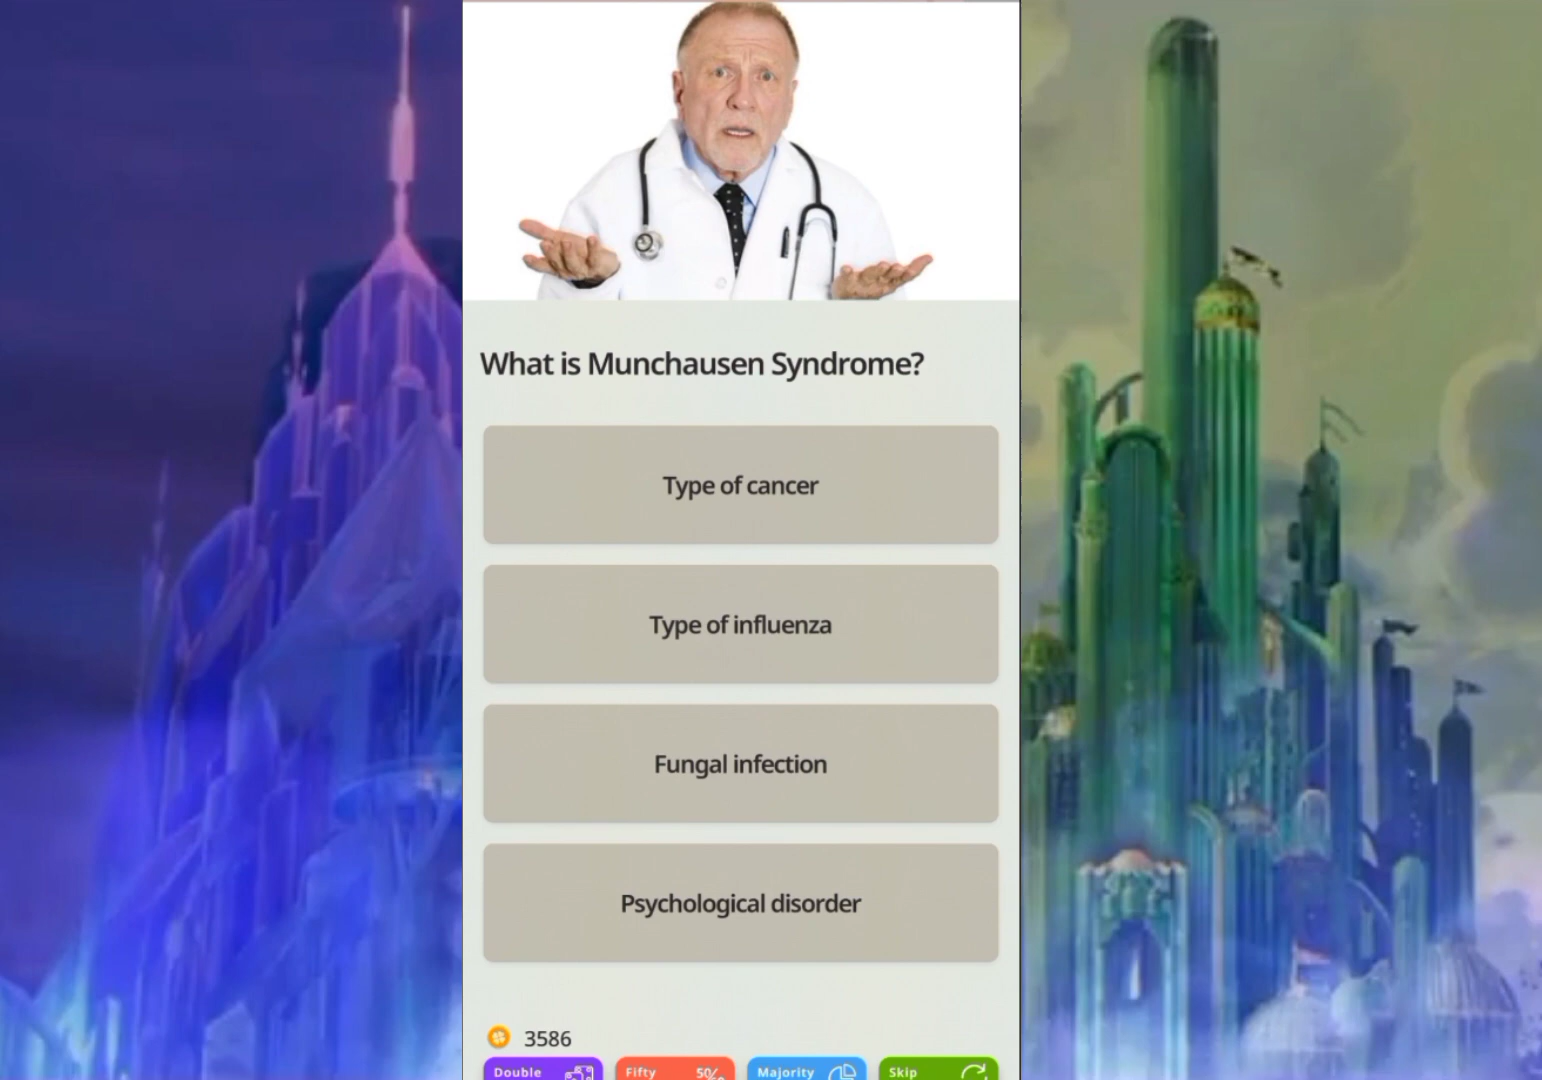 What is Munchausen Syndrome?
Type of cancer
Type of influenza
Fungal infection
Psychological disorder
3586
Double
Fifty 50%
Majority
Skip